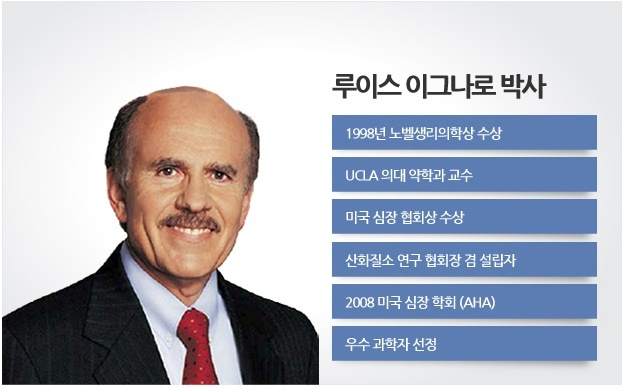 루이스 이그나로 박사
1998년 노벨생리의학상 수상
UCLA 의대 약학과 교수
미국 심장 협회상 수상
산화질소 연구 협회장 겸 설립자
2008 미국 심장 학회 (AHA)
우수 과학자 선정